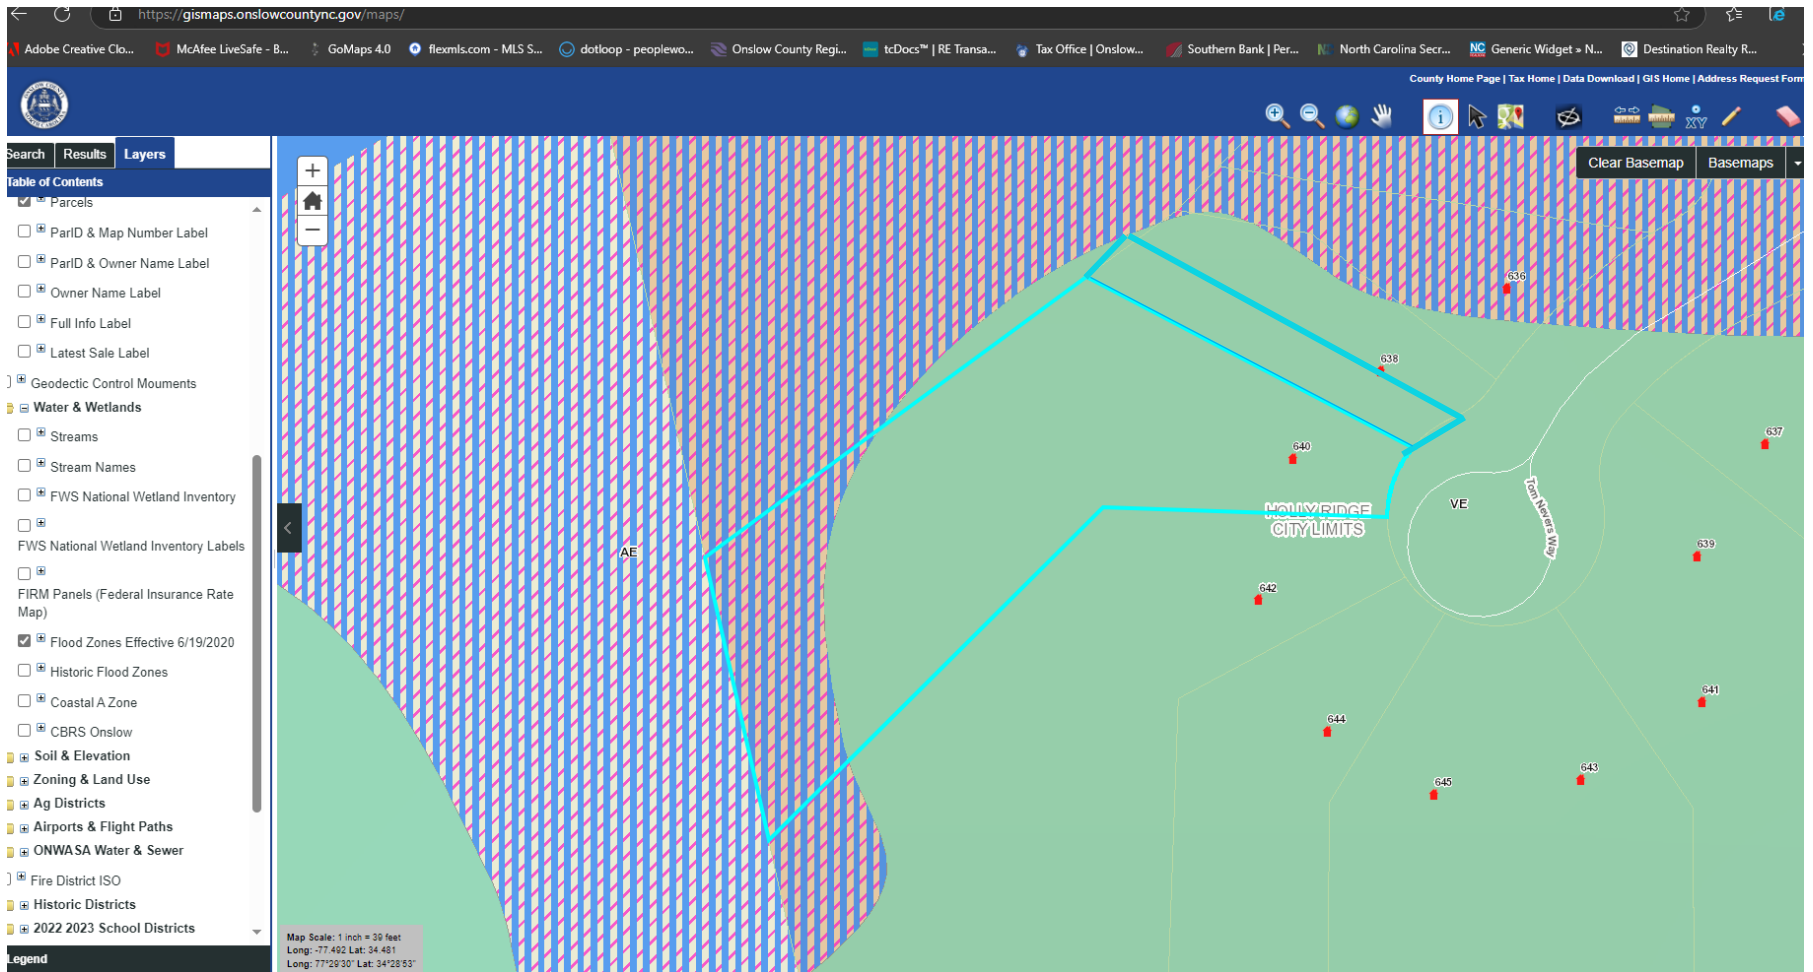 https://gismaps.onslowcountync.gov/maps/
Adobe Creative Clo... McAfee LiveSafe - B... GoMaps 4.0 flexmls.com - MLS S... dotloop - peoplewo... Onslow County Regi... tcDocs™ | RE Transa... Tax Office | Onslow... Southern Bank | Per... North Carolina Secr... NC Generic Widget » N... Destination Realty R...
County Home Page | Tax Home | Data Download | GIS Home | Address Request Form
XY
Search Results Layers
Clear Basemap Basemaps
Table of Contents
Parcels
ParID & Map Number Label
ParID & Owner Name Label
Owner Name Label
Full Info Label
Latest Sale Label
Geodectic Control Mouments
Water & Wetlands
Streams
Stream Names
FWS National Wetland Inventory
FWS National Wetland Inventory Labels
FIRM Panels (Federal Insurance Rate
Map)
Flood Zones Effective 6/19/2020
Historic Flood Zones
Coastal A Zone
CBRS Onslow
Soil & Elevation
Zoning & Land Use
Ag Districts
Airports & Flight Paths
ONWASA Water & Sewer
Fire District ISO
Historic Districts
2022 2023 School Districts
Legend
636
638
637
640
HOLLY RIDGE
CITY LIMITS
VE
Tom Nevers Way
AE
639
642
641
644
643
645
Map Scale: 1 inch = 39 feet
Long: -77.492 Lat: 34.481
Long: 77°29'30" Lat: 34°28'53"